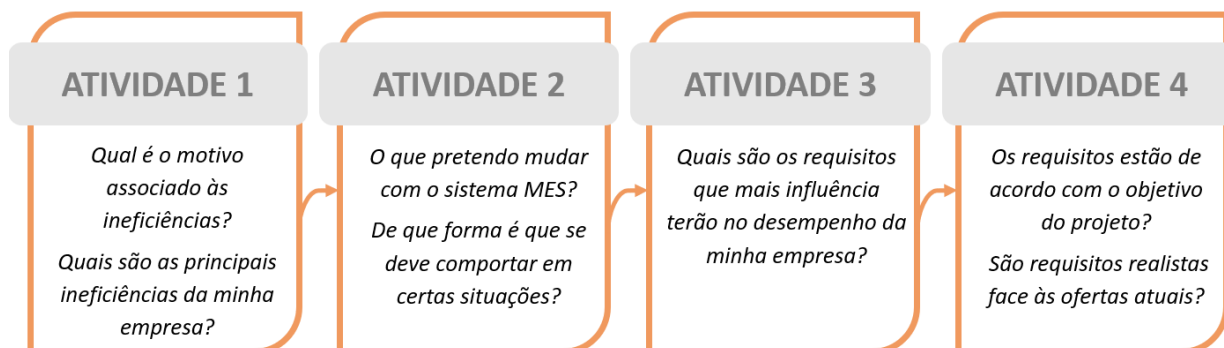 ATIVIDADE 1
Qual é o motivo
associado às
ineficiências?
Quais são as principais
ineficiências da minha
empresa?
ATIVIDADE 2
O que pretendo mudar
com o sistema MES?
De que forma é que se
deve comportar em
certas situações?
ATIVIDADE 3
Quais são os requisitos
que mais influência
terão no desempenho da
minha empresa?
ATIVIDADE 4
Os requisitos estão de
acordo com o objetivo
do projeto?
São requisitos realistas
face às ofertas atuais?